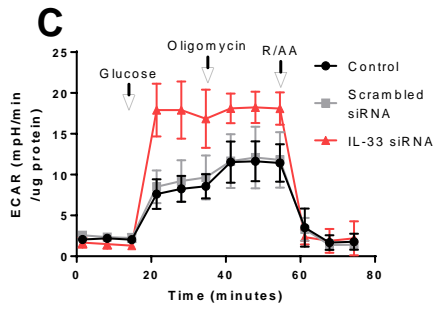 C
Oligomycin
R/AA
Glucose
Control
Scrambled
siRNA
IL-33 siRNA
ECAR (mpH/min
/ug protein)
25
20
15
10
5
0
0 20 40 60 80
Time (minutes)